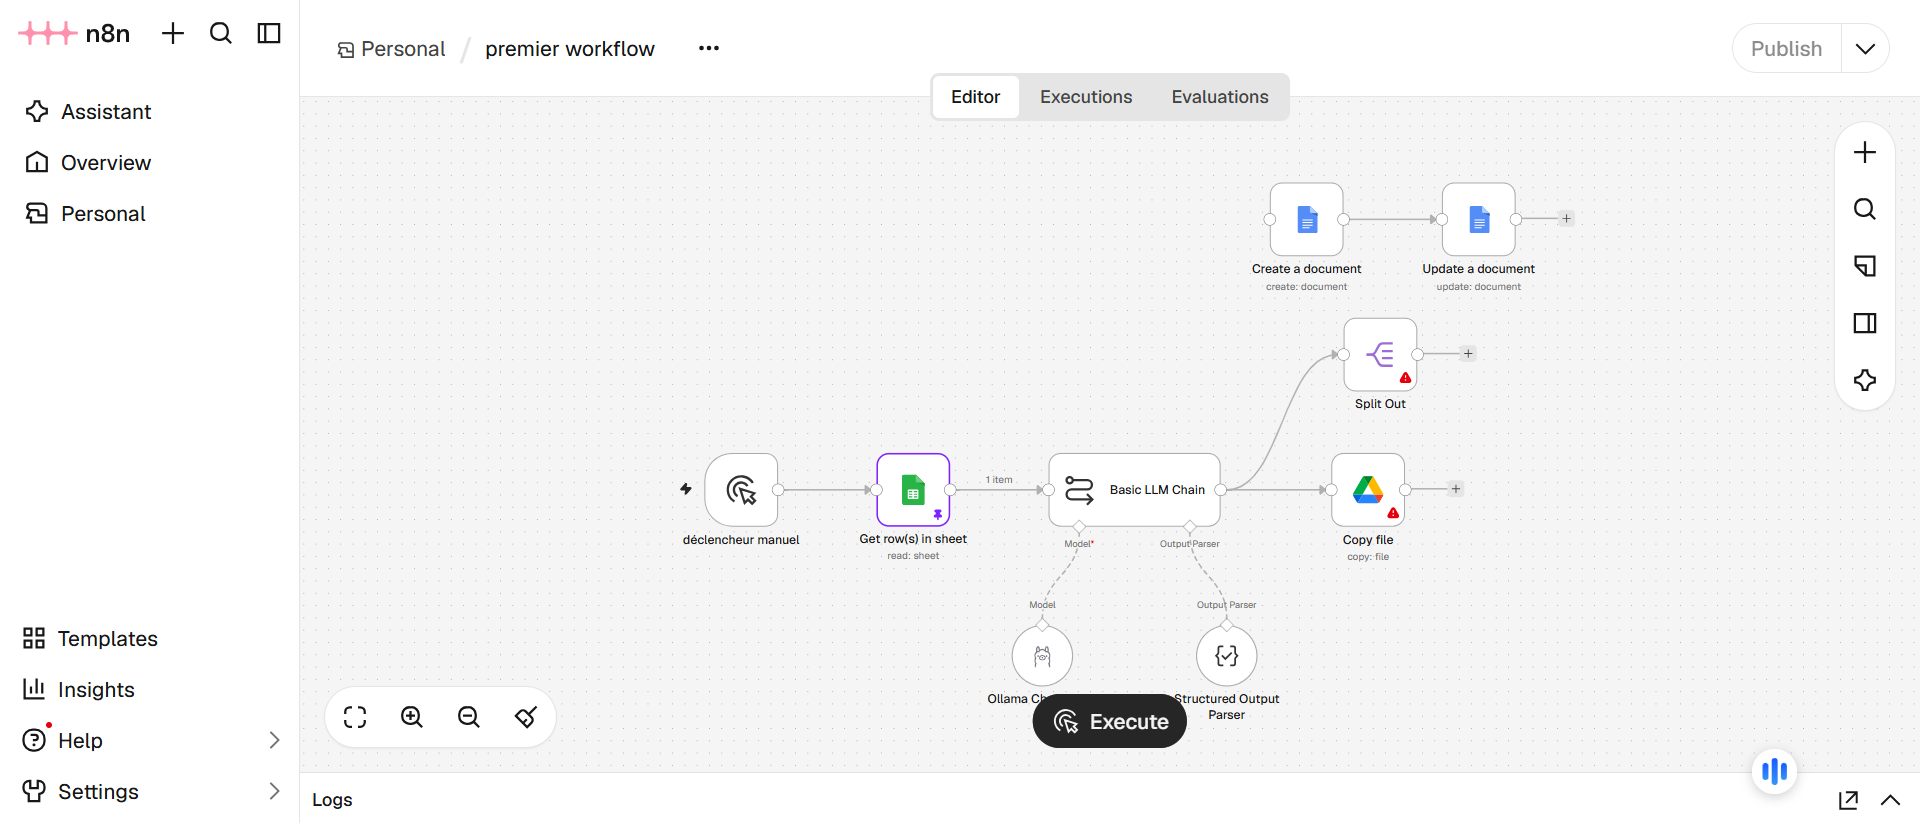 n8n
Personal / premier workflow
Publish
Editor
Executions
Evaluations
Assistant
Overview
Personal
Create a document
create: document
Update a document
update: document
Split Out
déclencheur manuel
Get row(s) in sheet
read: sheet
1 item
Basic LLM Chain
Model*
Output Parser
Copy file
copy: file
Model
Output Parser
Ollama
Structured Output
Parser
Execute
Templates
Insights
Help
Settings
Logs